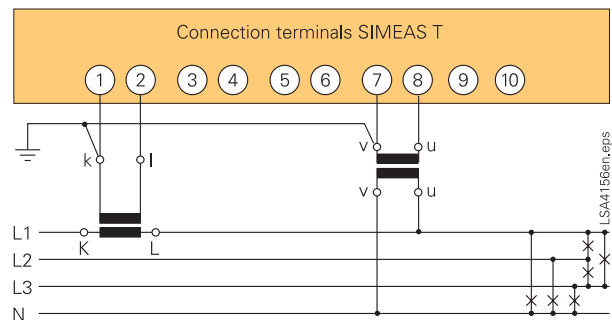 Connection terminals SIMEAS T
1 2 3 4 5 6 7 8 9 10
k l v u
v u
L1 K L
L2
L3
N
LSA4156en.eps